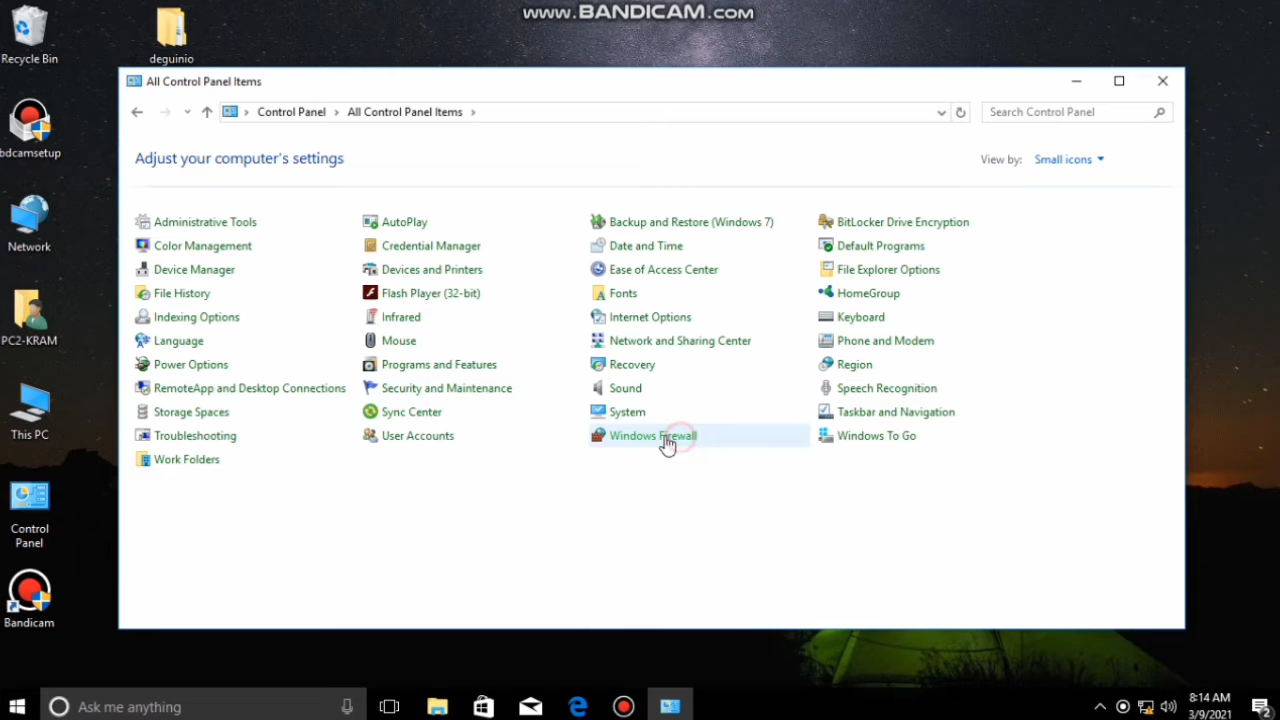 www.BANDICAM.com
Recycle Bin
deguinio
bdcamsetup
Network
PC2-KRAM
This PC
Control
Panel
Bandicam
All Control Panel Items
Control Panel
All Control Panel Items
Search Control Panel
Adjust your computer's settings
View by: Small icons
Administrative Tools
AutoPlay
Backup and Restore (Windows 7)
BitLocker Drive Encryption
Color Management
Credential Manager
Date and Time
Default Programs
Device Manager
Devices and Printers
Ease of Access Center
File Explorer Options
File History
Flash Player (32-bit)
Fonts
HomeGroup
Indexing Options
Infrared
Internet Options
Keyboard
Language
Mouse
Network and Sharing Center
Phone and Modem
Power Options
Programs and Features
Recovery
Region
RemoteApp and Desktop Connections
Security and Maintenance
Sound
Speech Recognition
Storage Spaces
Sync Center
System
Taskbar and Navigation
Troubleshooting
User Accounts
Windows Firewall
Windows To Go
Work Folders
Ask me anything
8:14 AM
3/9/2021
2